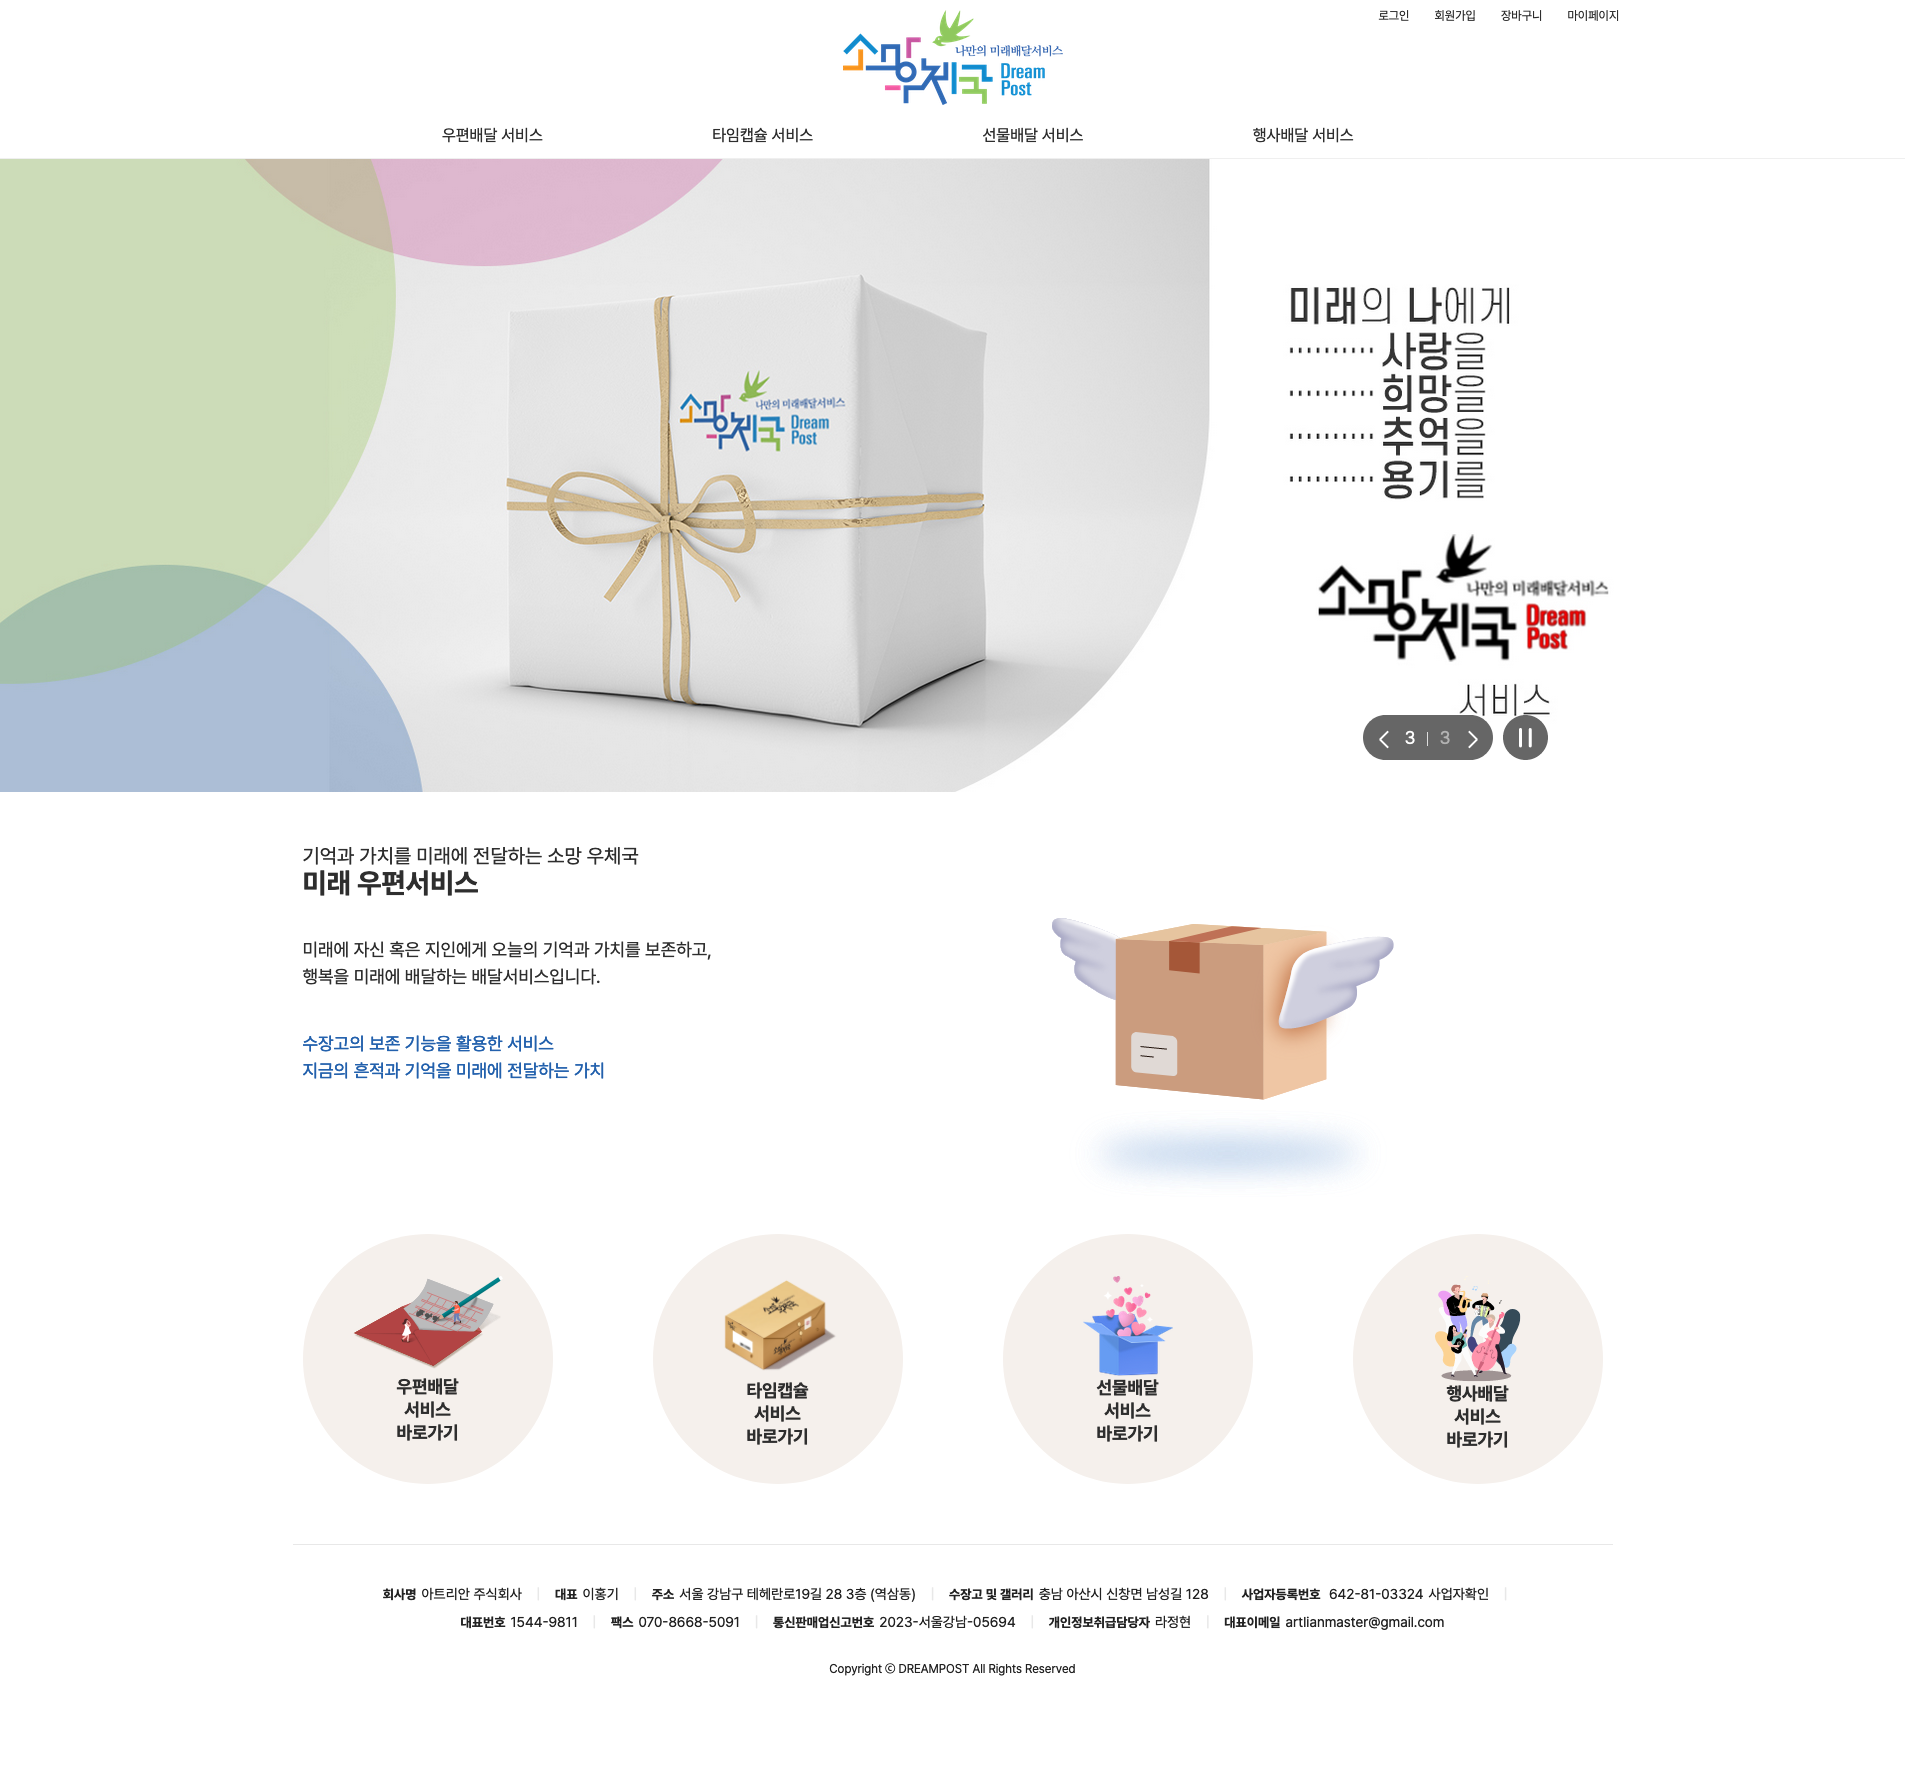 로그인 회원가입 장바구니 마이페이지
나만의 미래배달서비스
소망우체국 Dream Post
우편배달 서비스 타임캡슐 서비스 선물배달 서비스 행사배달 서비스
나만의 미래배달서비스
소망우체국 Dream Post
미래의 나에게
사랑을
희망을
추억을
용기를
나만의 미래배달서비스
소망우체국 Dream Post
서비스
3 | 3
기억과 가치를 미래에 전달하는 소망 우체국
미래 우편서비스
미래에 자신 혹은 지인에게 오늘의 기억과 가치를 보존하고,
행복을 미래에 배달하는 배달서비스입니다.
수장고의 보존 기능을 활용한 서비스
지금의 흔적과 기억을 미래에 전달하는 가치
우편배달
서비스
바로가기
타임캡슐
서비스
바로가기
선물배달
서비스
바로가기
행사배달
서비스
바로가기
회사명 아트리안 주식회사 | 대표 이홍기 | 주소 서울 강남구 테헤란로19길 28 3층 (역삼동) | 수장고 및 갤러리 충남 아산시 신창면 남성길 128 | 사업자등록번호 642-81-03324 사업자확인 |
대표번호 1544-9811 | 팩스 070-8668-5091 | 통신판매업신고번호 2023-서울강남-05694 | 개인정보취급담당자 라정현 | 대표이메일 artlianmaster@gmail.com
Copyright ⓒ DREAMPOST All Rights Reserved